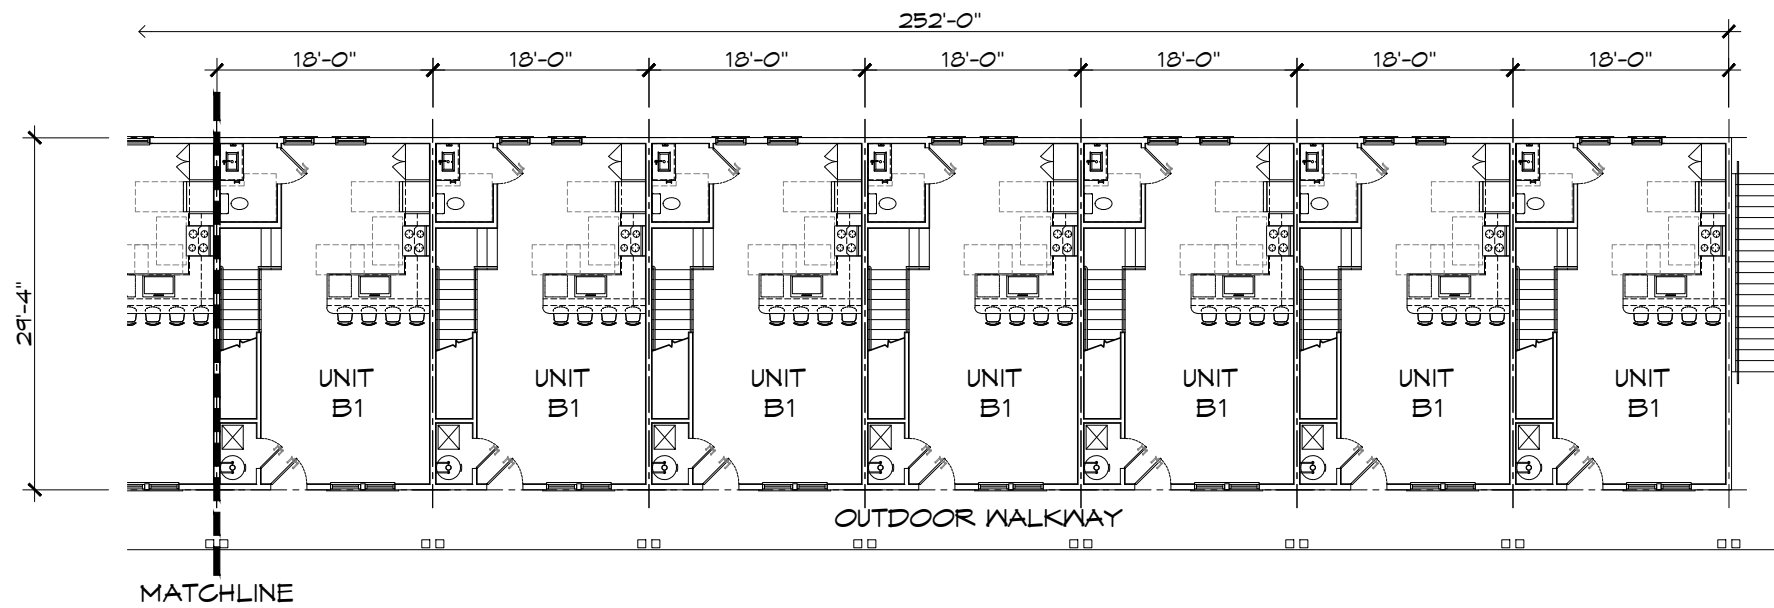 252'-0"
18'-0" 18'-0" 18'-0" 18'-0" 18'-0" 18'-0" 18'-0"
29'-4"
UNIT UNIT UNIT UNIT UNIT UNIT UNIT
B1 B1 B1 B1 B1 B1 B1
OUTDOOR WALKWAY
MATCHLINE